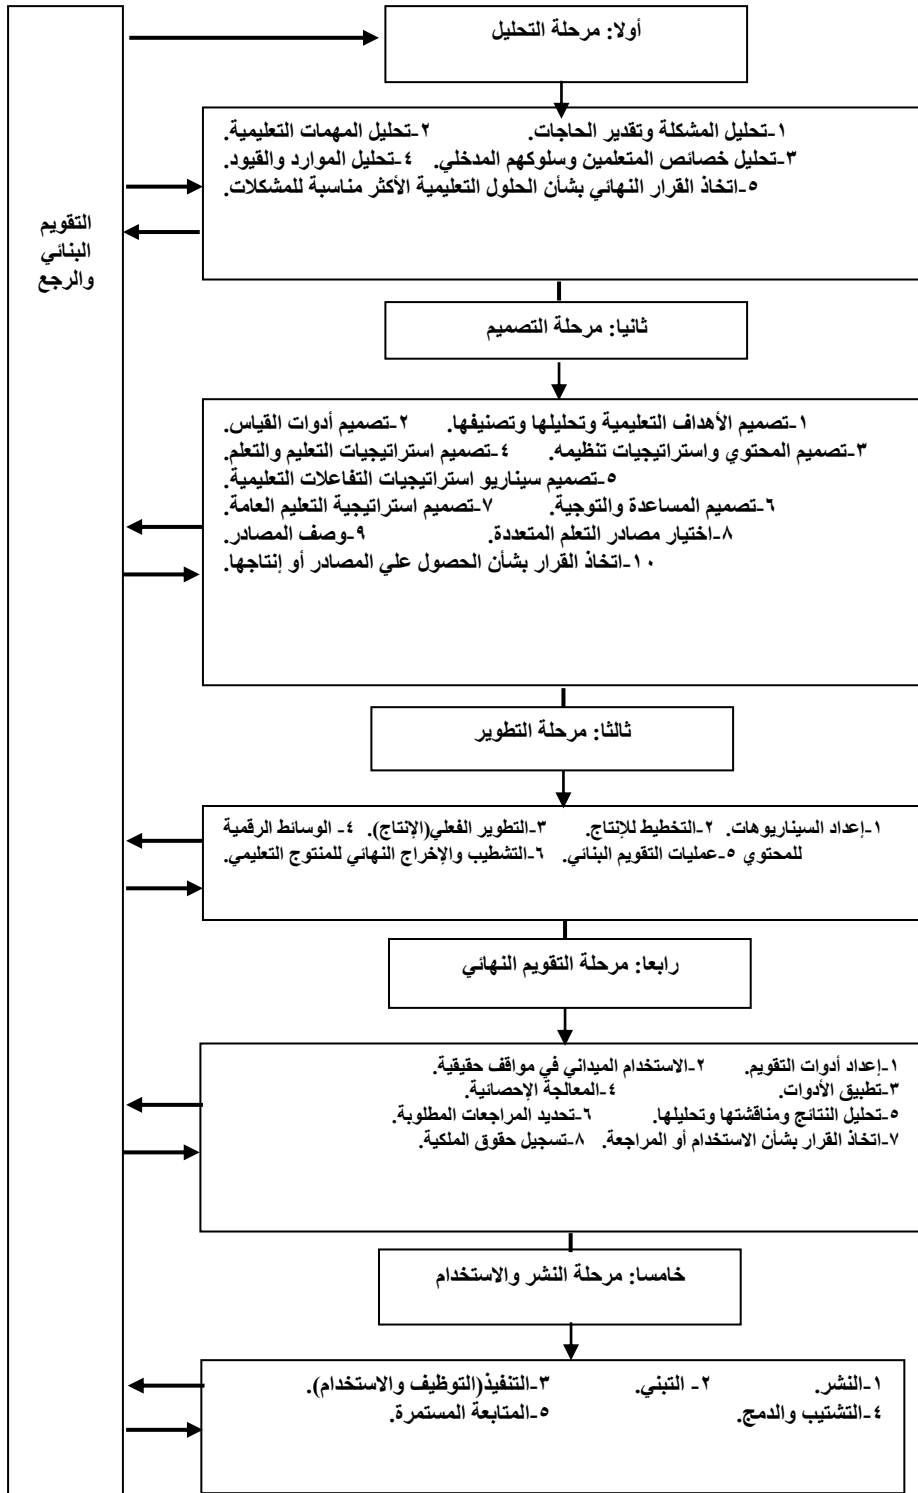 أولا: مرحلة التحليل
١-تحليل المشكلة وتقدير الحاجات. ٢-تحليل المهمات التعليمية.
٣-تحليل خصائص المتعلمين وسلوكهم المدخلي. ٤-تحليل الموارد والقيود.
٥-اتخاذ القرار النهائي بشأن الحلول التعليمية الأكثر مناسبة للمشكلات.
التقويم
البنائي
والرجع
ثانيا: مرحلة التصميم
١-تصميم الأهداف التعليمية وتحليلها وتصنيفها. ٢-تصميم أدوات القياس.
٣-تصميم المحتوي واستراتيجيات تنظيمه. ٤-تصميم استراتيجيات التعليم والتعلم.
٥-تصميم سيناريو استراتيجيات التفاعلات التعليمية.
٦-تصميم المساعدة والتوجية. ٧-تصميم استراتيجية التعليم العامة.
٨-اختيار مصادر التعلم المتعددة. ٩-وصف المصادر.
١٠-اتخاذ القرار بشأن الحصول علي المصادر أو إنتاجها.
ثالثا: مرحلة التطوير
١-إعداد السيناريوهات. ٢-التخطيط للإنتاج. ٣-التطوير الفعلي(الإنتاج). ٤- الوسائط الرقمية
للمحتوي ٥-عمليات التقويم البنائي. ٦-التشطيب والإخراج النهائي للمنتوج التعليمي.
رابعا: مرحلة التقويم النهائي
١-إعداد أدوات التقويم. ٢-الاستخدام الميداني في مواقف حقيقية.
٣-تطبيق الأدوات. ٤-المعالجة الإحصائية.
٥-تحليل النتائج ومناقشتها وتحليلها. ٦-تحديد المراجعات المطلوبة.
٧-اتخاذ القرار بشأن الاستخدام أو المراجعة. ٨-تسجيل حقوق الملكية.
خامسا: مرحلة النشر والاستخدام
١-النشر. ٢- التبني. ٣-التنفيذ(التوظيف والاستخدام).
٤-التشتيب والدمج. ٥-المتابعة المستمرة.